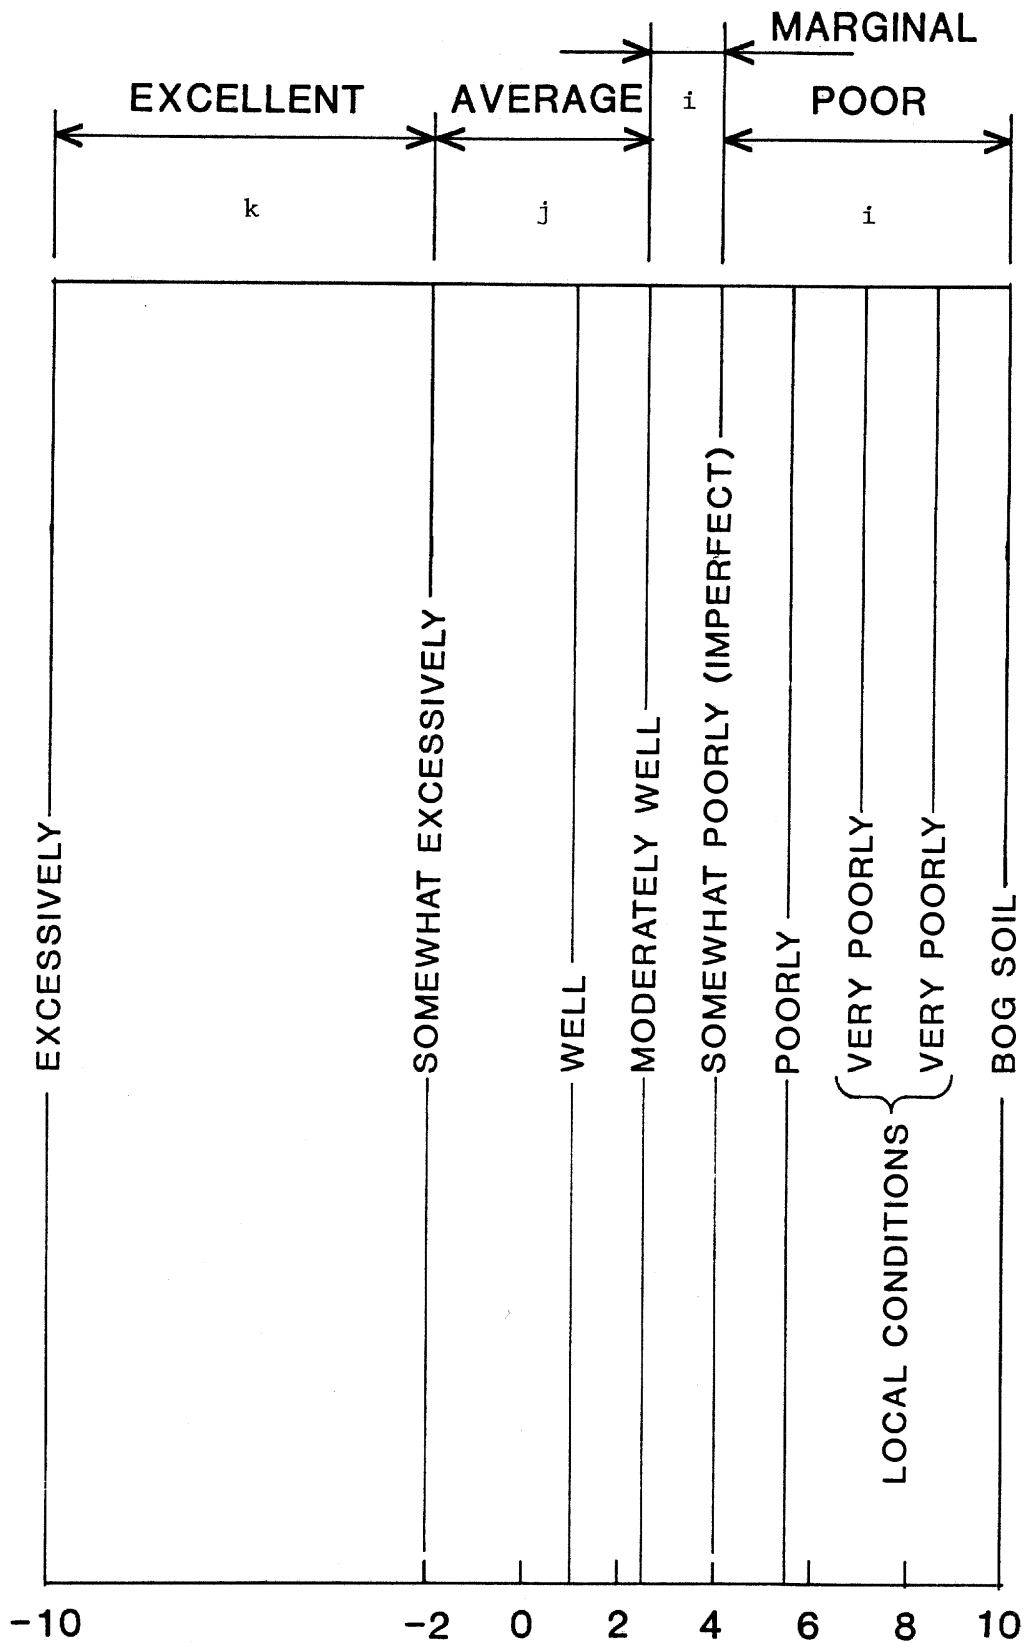 MARGINAL
EXCELLENT
AVERAGE
i
POOR
k
j
i
EXCESSIVELY
SOMEWHAT EXCESSIVELY
WELL
MODERATELY WELL
SOMEWHAT POORLY (IMPERFECT)
POORLY
VERY POORLY
VERY POORLY
BOG SOIL
LOCAL CONDITIONS
-10
-2
0
2
4
6
8
10